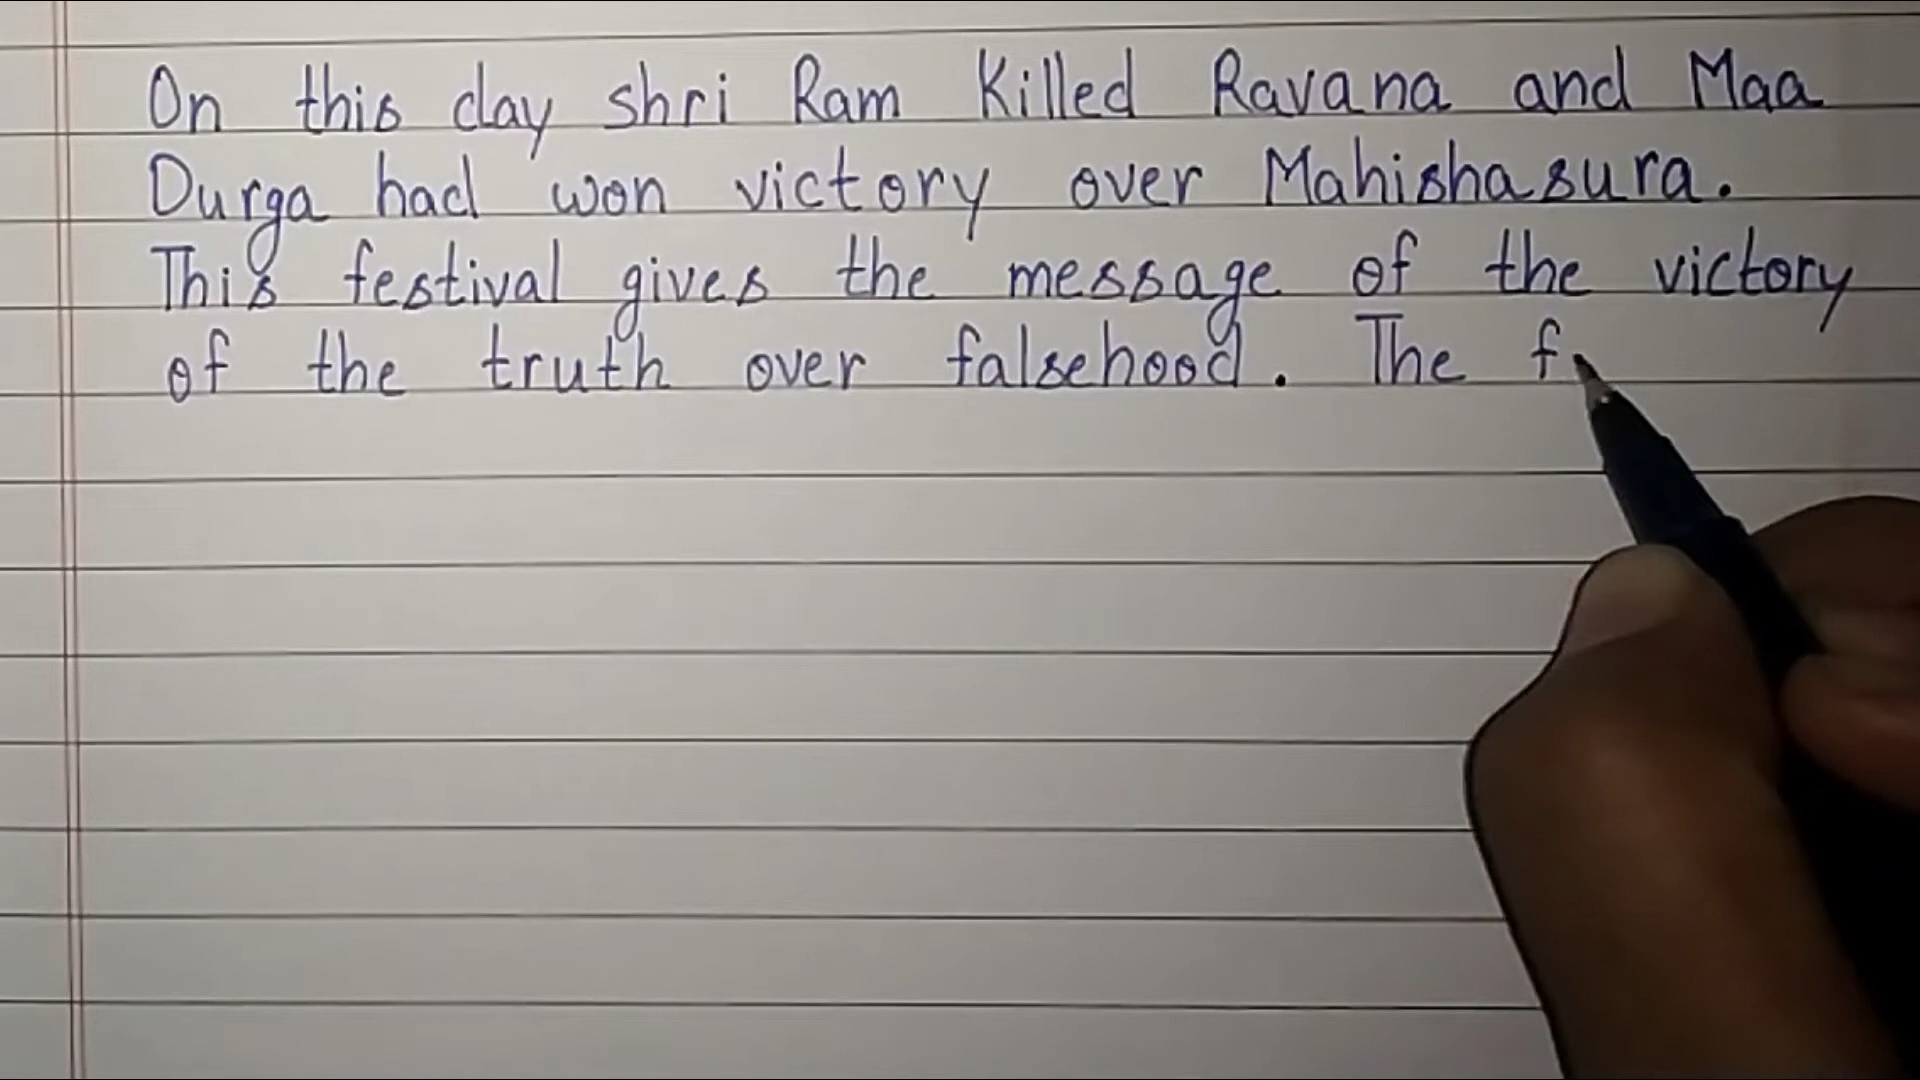 On this day shri Ram Killed Ravana and Maa
Durga had won victory over Mahishasura.
This festival gives the message of the victory
of the truth over falsehood. The f